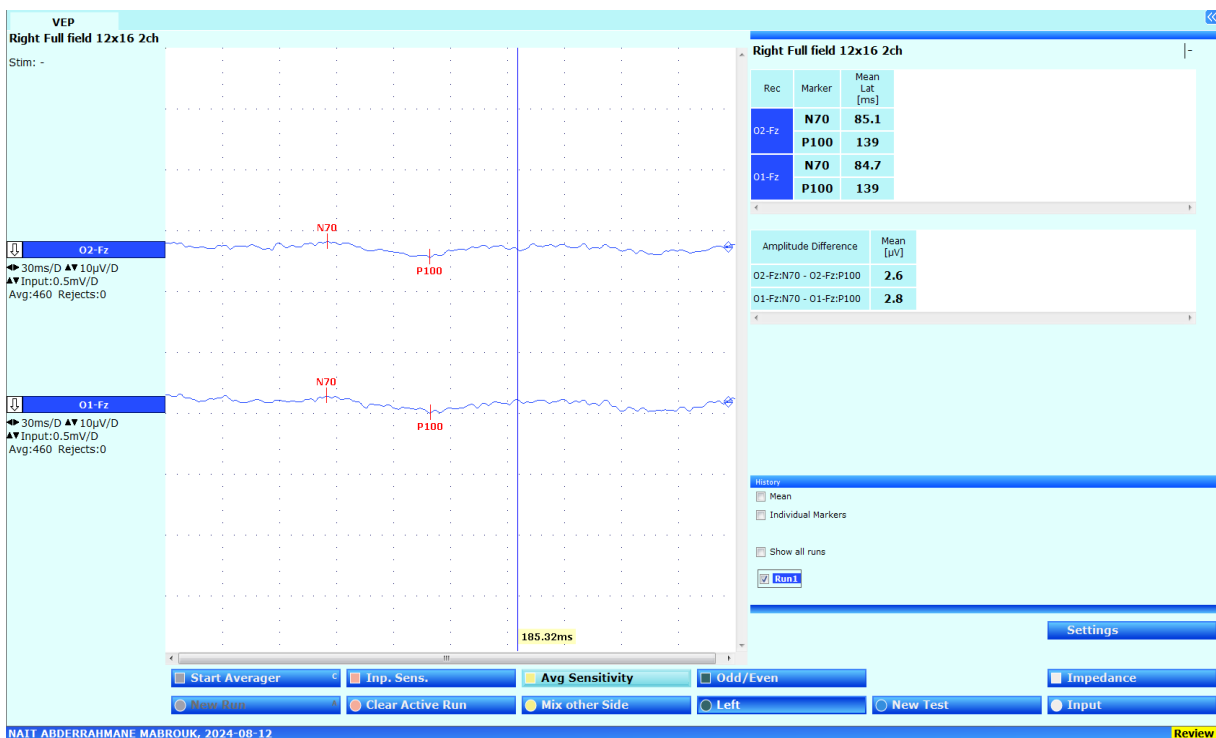 VEP
Right Full field 12x16 2ch
Stim: -
N70
P100
O2-Fz
30ms/D 10µV/D
Input:0.5mV/D
Avg:460 Rejects:0
N70
P100
O1-Fz
30ms/D 10µV/D
Input:0.5mV/D
Avg:460 Rejects:0
185.32ms
Right Full field 12x16 2ch
Rec Marker Mean Lat [ms]
O2-Fz N70 85.1
P100 139
O1-Fz N70 84.7
P100 139
Amplitude Difference Mean [µV]
O2-Fz:N70 - O2-Fz:P100 2.6
O1-Fz:N70 - O1-Fz:P100 2.8
History
Mean
Individual Markers
Show all runs
Run1
Settings
Start Averager C Inp. Sens. Avg Sensitivity Odd/Even Impedance
New Run Clear Active Run Mix other Side Left New Test Input
NAIT ABDERRAHMANE MABROUK, 2024-08-12 Review